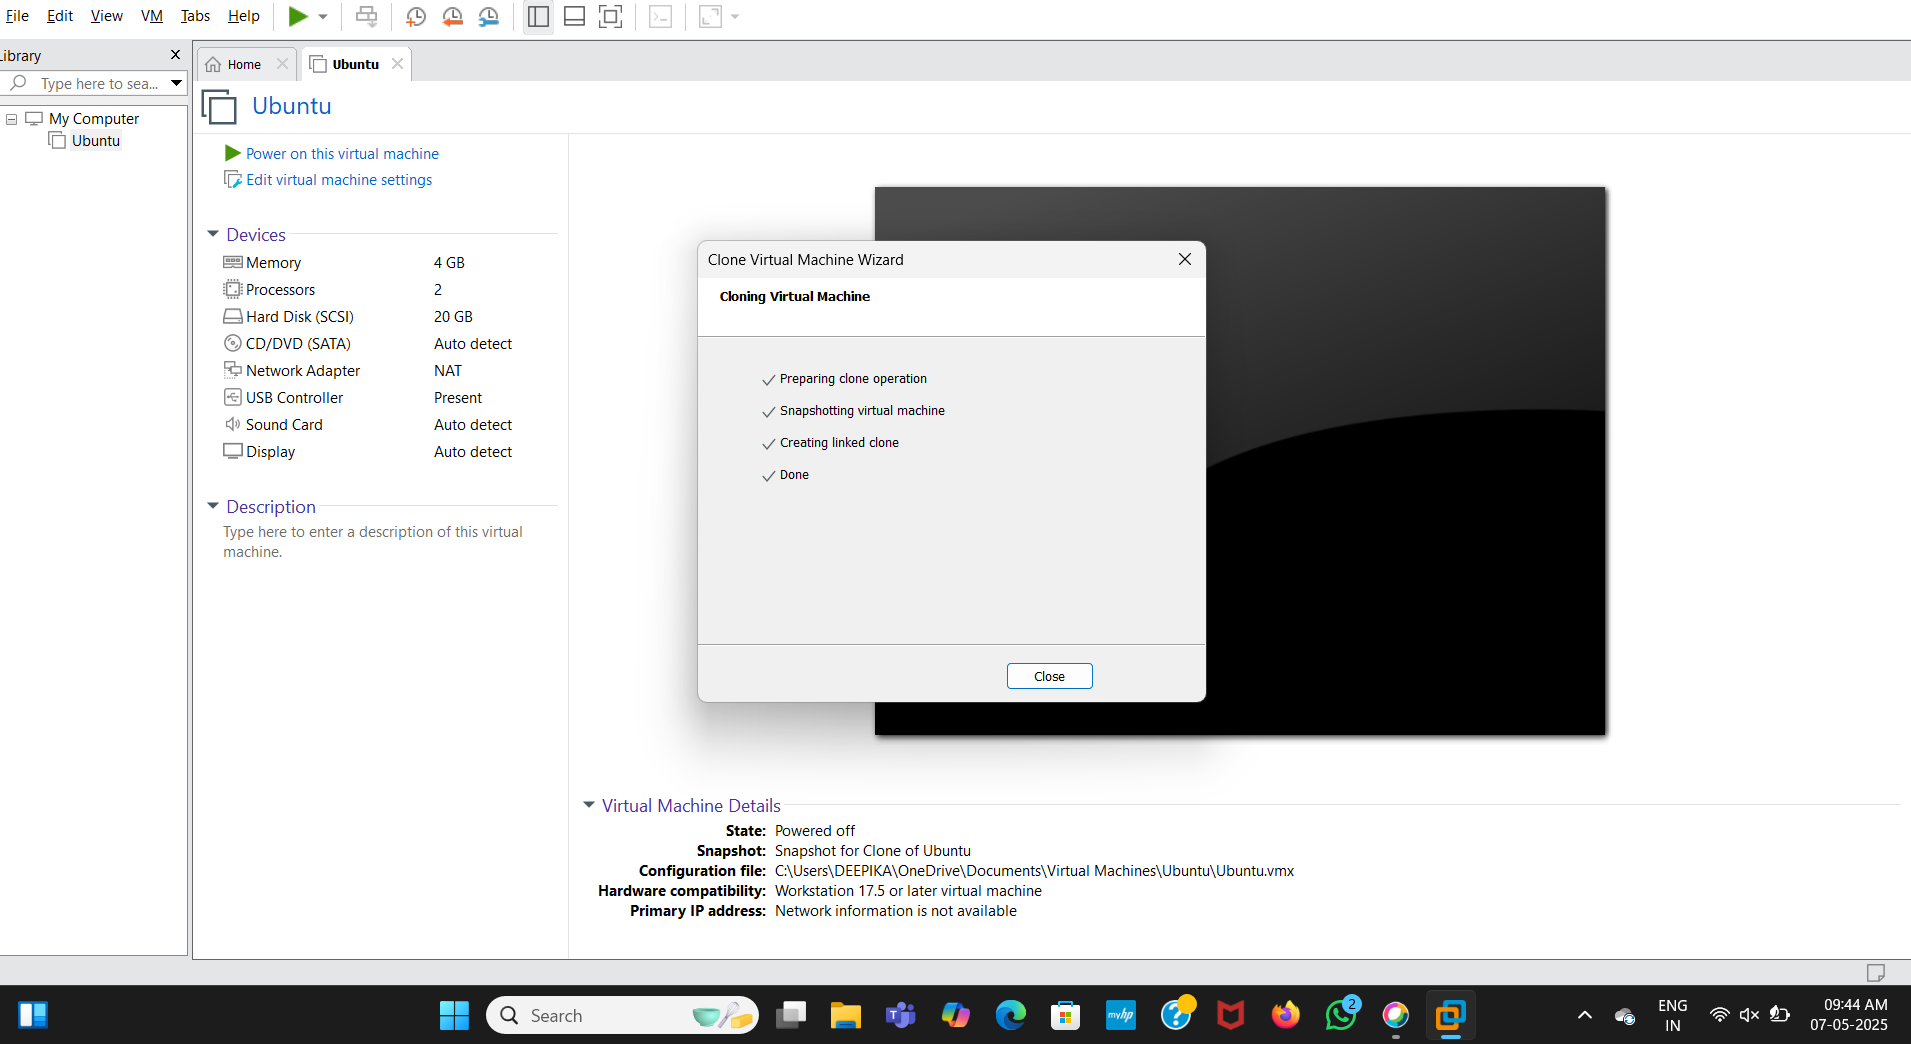 File Edit View VM Tabs Help
Library
Type here to sea...
My Computer
Ubuntu
Home
Ubuntu
Ubuntu
Power on this virtual machine
Edit virtual machine settings
Devices
Memory 4 GB
Processors 2
Hard Disk (SCSI) 20 GB
CD/DVD (SATA) Auto detect
Network Adapter NAT
USB Controller Present
Sound Card Auto detect
Display Auto detect
Description
Type here to enter a description of this virtual
machine.
Clone Virtual Machine Wizard
Cloning Virtual Machine
Preparing clone operation
Snapshotting virtual machine
Creating linked clone
Done
Close
Virtual Machine Details
State: Powered off
Snapshot: Snapshot for Clone of Ubuntu
Configuration file: C:\Users\DEEPIKA\OneDrive\Documents\Virtual Machines\Ubuntu\Ubuntu.vmx
Hardware compatibility: Workstation 17.5 or later virtual machine
Primary IP address: Network information is not available
Search
T
myhp
?
2
ENG
IN
09:44 AM
07-05-2025